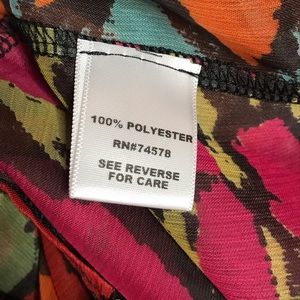 100% POLYESTER
RN#74578
SEE REVERSE
FOR CARE